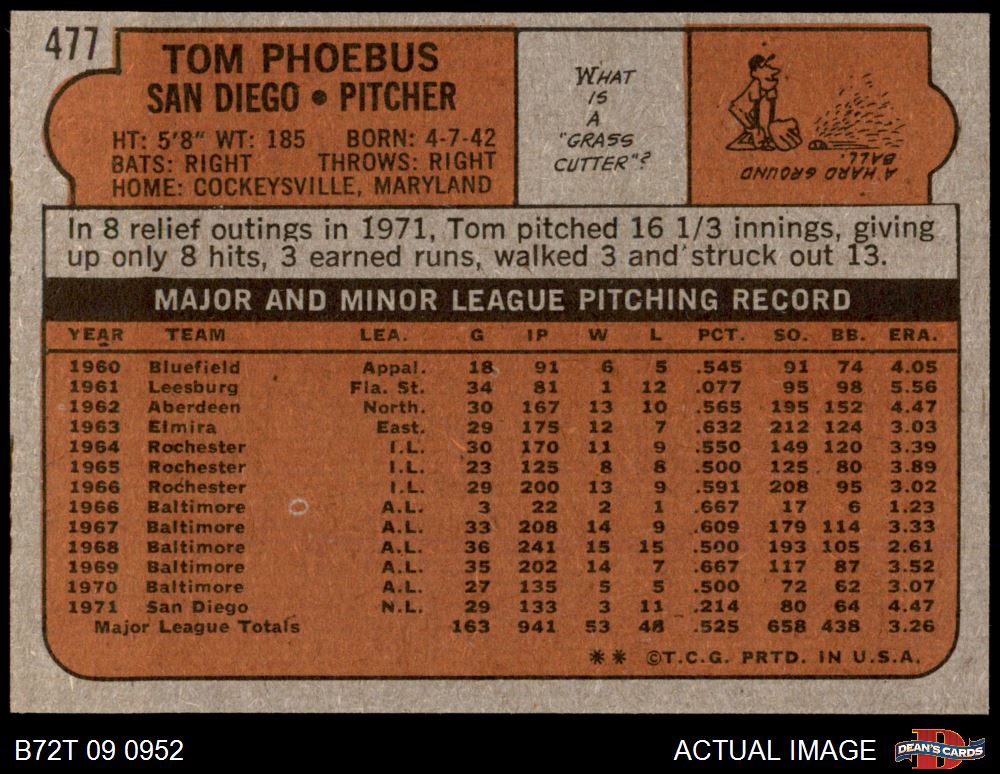 477
TOM PHOEBUS
SAN DIEGO • PITCHER
HT: 5'8" WT: 185 BORN: 4-7-42
BATS: RIGHT THROWS: RIGHT
HOME: COCKEYSVILLE, MARYLAND
WHAT
IS
A
"GRASS
CUTTER"?
A HARD GROUND
BALL.
In 8 relief outings in 1971, Tom pitched 16 1/3 innings, giving
up only 8 hits, 3 earned runs, walked 3 and struck out 13.
MAJOR AND MINOR LEAGUE PITCHING RECORD
YEAR TEAM LEA. G IP W L PCT. SO. BB. ERA.
1960 Bluefield Appal. 18 91 6 5 .545 91 74 4.05
1961 Leesburg Fla. St. 34 81 1 12 .077 95 98 5.56
1962 Aberdeen North. 30 167 13 10 .565 195 152 4.47
1963 Elmira East. 29 175 12 7 .632 212 124 3.03
1964 Rochester I.L. 30 170 11 9 .550 149 120 3.39
1965 Rochester I.L. 23 125 8 8 .500 125 80 3.89
1966 Rochester I.L. 29 200 13 9 .591 208 95 3.02
1966 Baltimore A.L. 3 22 2 1 .667 17 6 1.23
1967 Baltimore A.L. 33 208 14 9 .609 179 114 3.33
1968 Baltimore A.L. 36 241 15 15 .500 193 105 2.61
1969 Baltimore A.L. 35 202 14 7 .667 117 87 3.52
1970 Baltimore A.L. 27 135 5 5 .500 72 62 3.07
1971 San Diego N.L. 29 133 3 11 .214 80 64 4.47
Major League Totals 163 941 53 48 .525 658 438 3.26
** ©T.C.G. PRTD. IN U.S.A.
B72T 09 0952 ACTUAL IMAGE DEAN'S CARDS